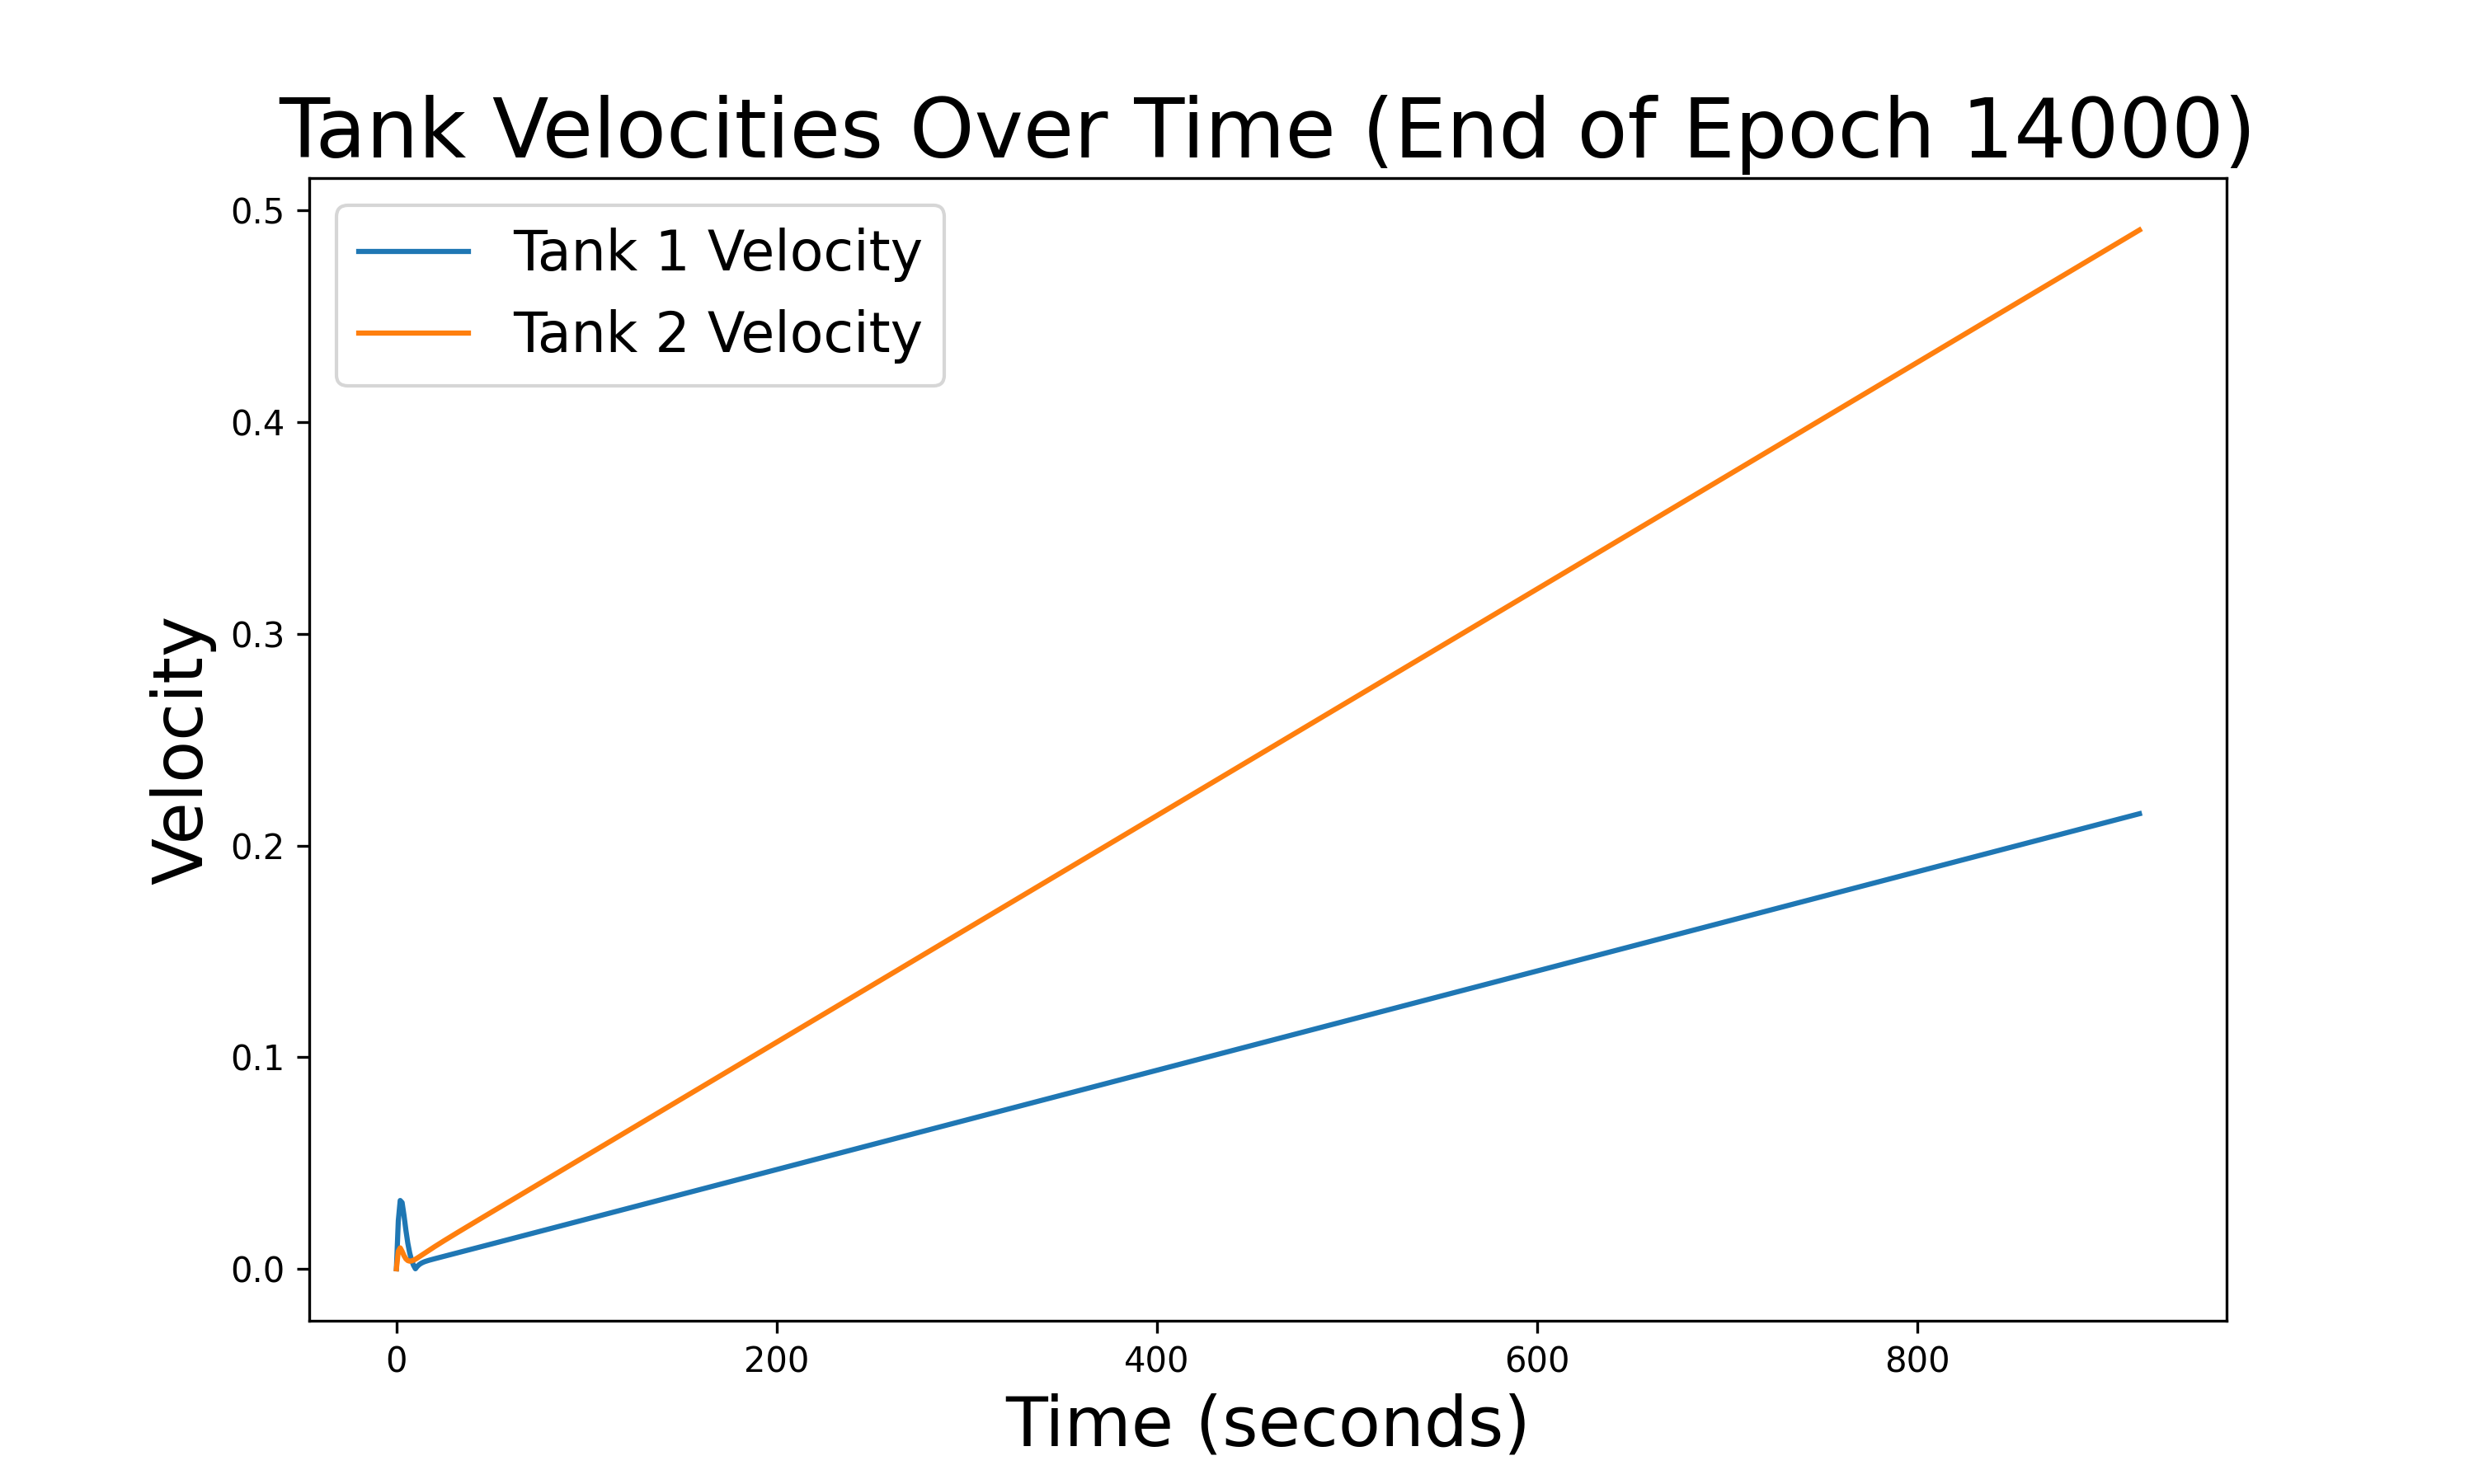 Tank Velocities Over Time (End of Epoch 14000)
0.5
Tank 1 Velocity
Tank 2 Velocity
0.4
0.3
Velocity
0.2
0.1
0.0
0 200 400 600 800
Time (seconds)